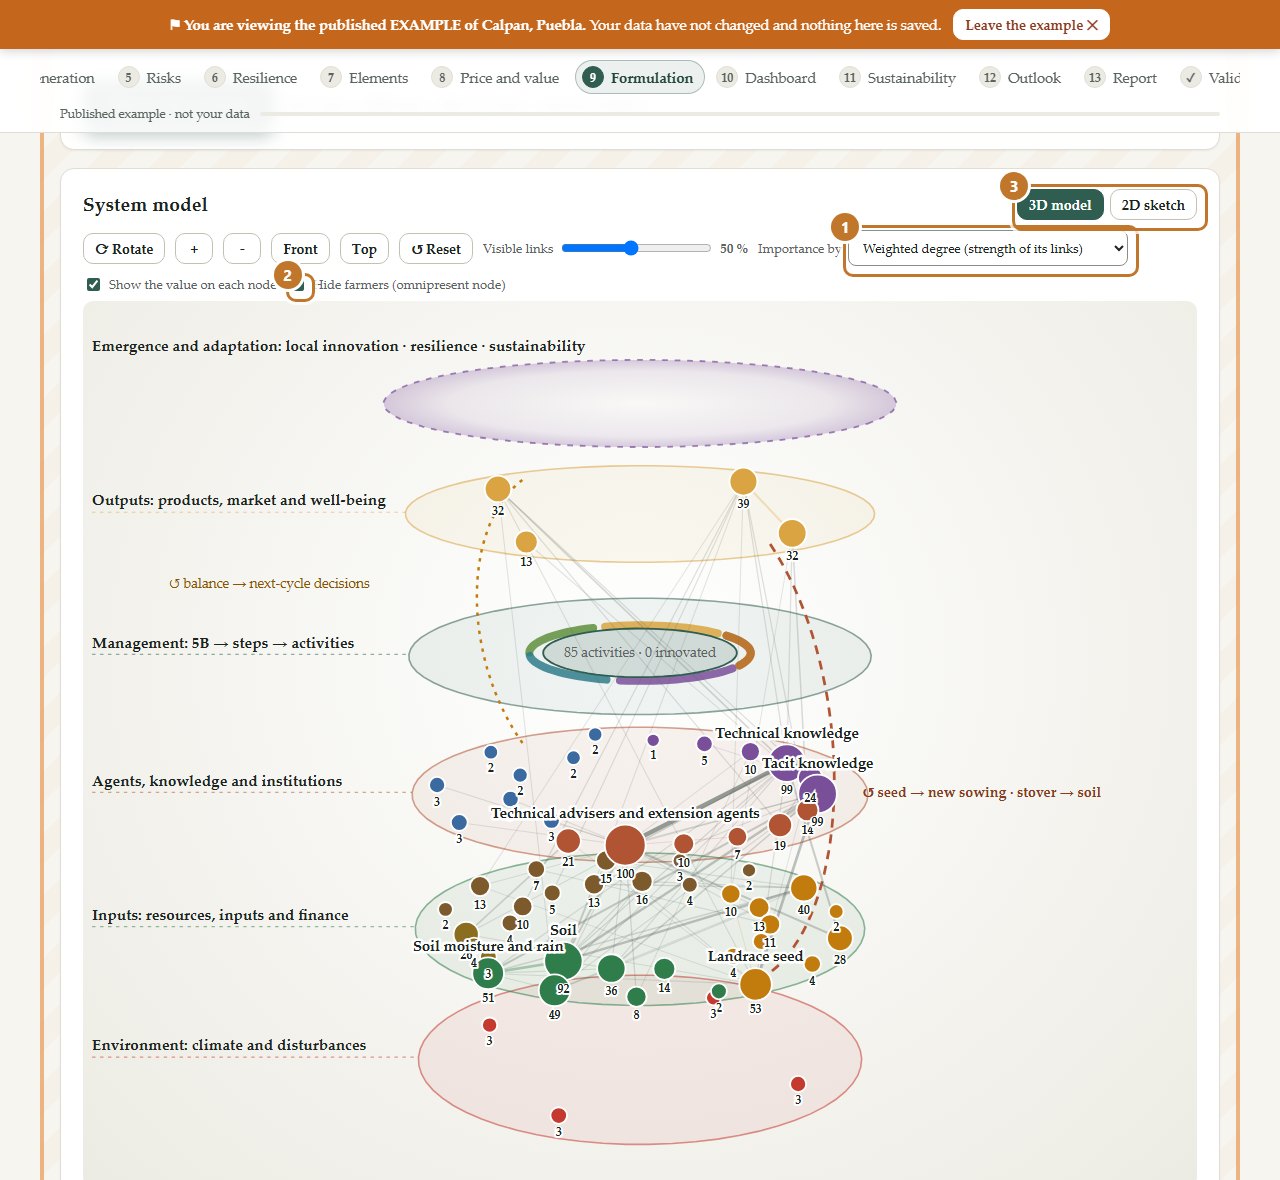 ⚑ You are viewing the published EXAMPLE of Calpan, Puebla. Your data have not changed and nothing here is saved. Leave the example ✕
neration 5 Risks 6 Resilience 7 Elements 8 Price and value 9 Formulation 10 Dashboard 11 Sustainability 12 Outlook 13 Report ✓ Valid
Published example · not your data
System model
3
3D model 2D sketch
1
⟳ Rotate + - Front Top ↺ Reset Visible links 50 % Importance by Weighted degree (strength of its links)
2
Show the value on each node Hide farmers (omnipresent node)
Emergence and adaptation: local innovation · resilience · sustainability
Outputs: products, market and well-being
32
39
13
32
↺ balance → next-cycle decisions
Management: 5B → steps → activities
85 activities · 0 innovated
Technical knowledge
2
1
5
10
Tacit knowledge
Agents, knowledge and institutions
2
2
2
99
3
24
↺ seed → new sowing · stover → soil
Technical advisers and extension agents
3
3
99
14
21
100
10
7
19
Inputs: resources, inputs and finance
7
15
3
2
13
5
13
16
4
10
40
2
4
10
13
2
Soil
Soil moisture and rain
11
Landrace seed
26
4
3
28
51
92
36
14
4
4
49
8
3
2
53
Environment: climate and disturbances
3
3
3